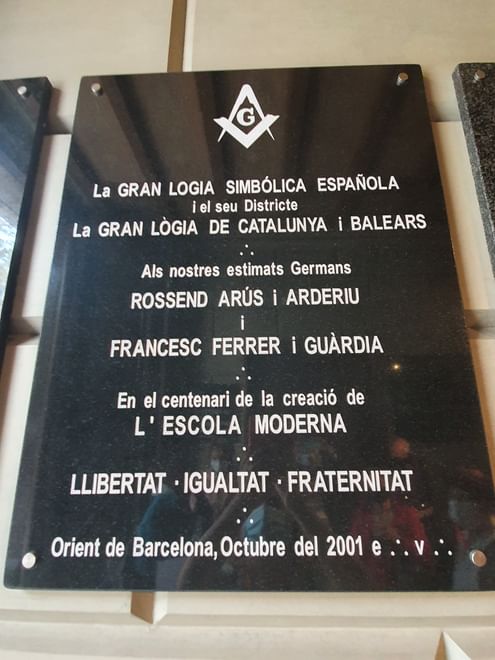 G
La GRAN LOGIA SIMBÓLICA ESPAÑOLA
i el seu Districte
La GRAN LÒGIA DE CATALUNYA i BALEARS
∴
Als nostres estimats Germans
ROSSEND ARÚS i ARDERIU
i
FRANCESC FERRER i GUÀRDIA
∴
En el centenari de la creació de
L'ESCOLA MODERNA
∴
LLIBERTAT · IGUALTAT · FRATERNITAT
∴
Orient de Barcelona, Octubre del 2001 e ∴ v ∴